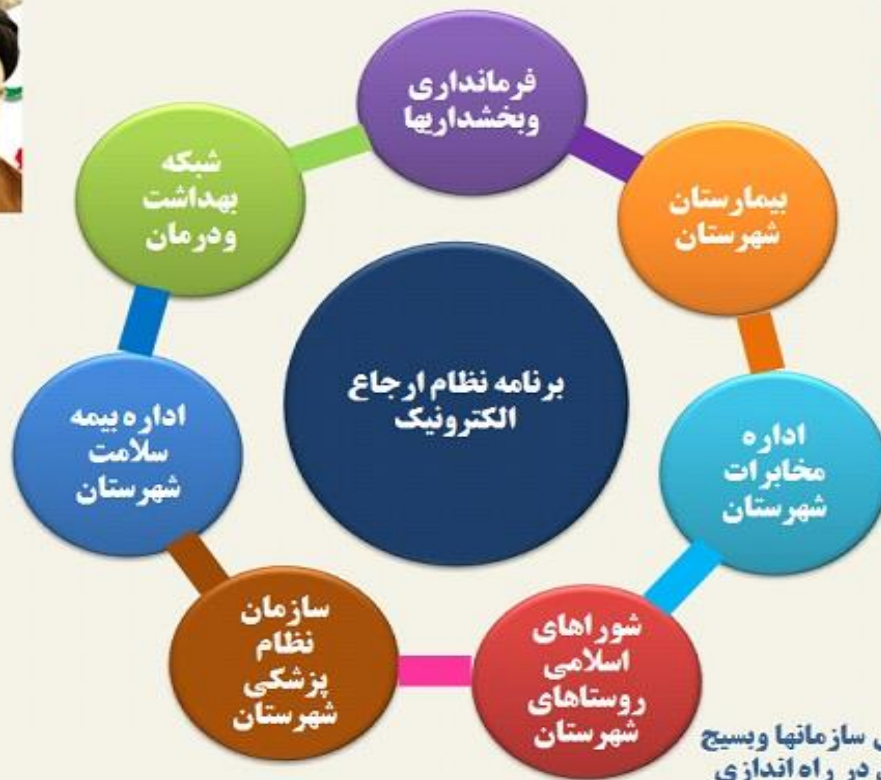 فرمانداری
وبخشداریها
بیمارستان
شهرستان
اداره
مخابرات
شهرستان
شوراهای
اسلامی
روستاهای
شهرستان
سازمان
نظام
پزشکی
شهرستان
اداره بیمه
سلامت
شهرستان
شبکه
بهداشت
ودرمان
برنامه نظام ارجاع
الکترونیک
سازمانها وبسیج
در راه اندازی